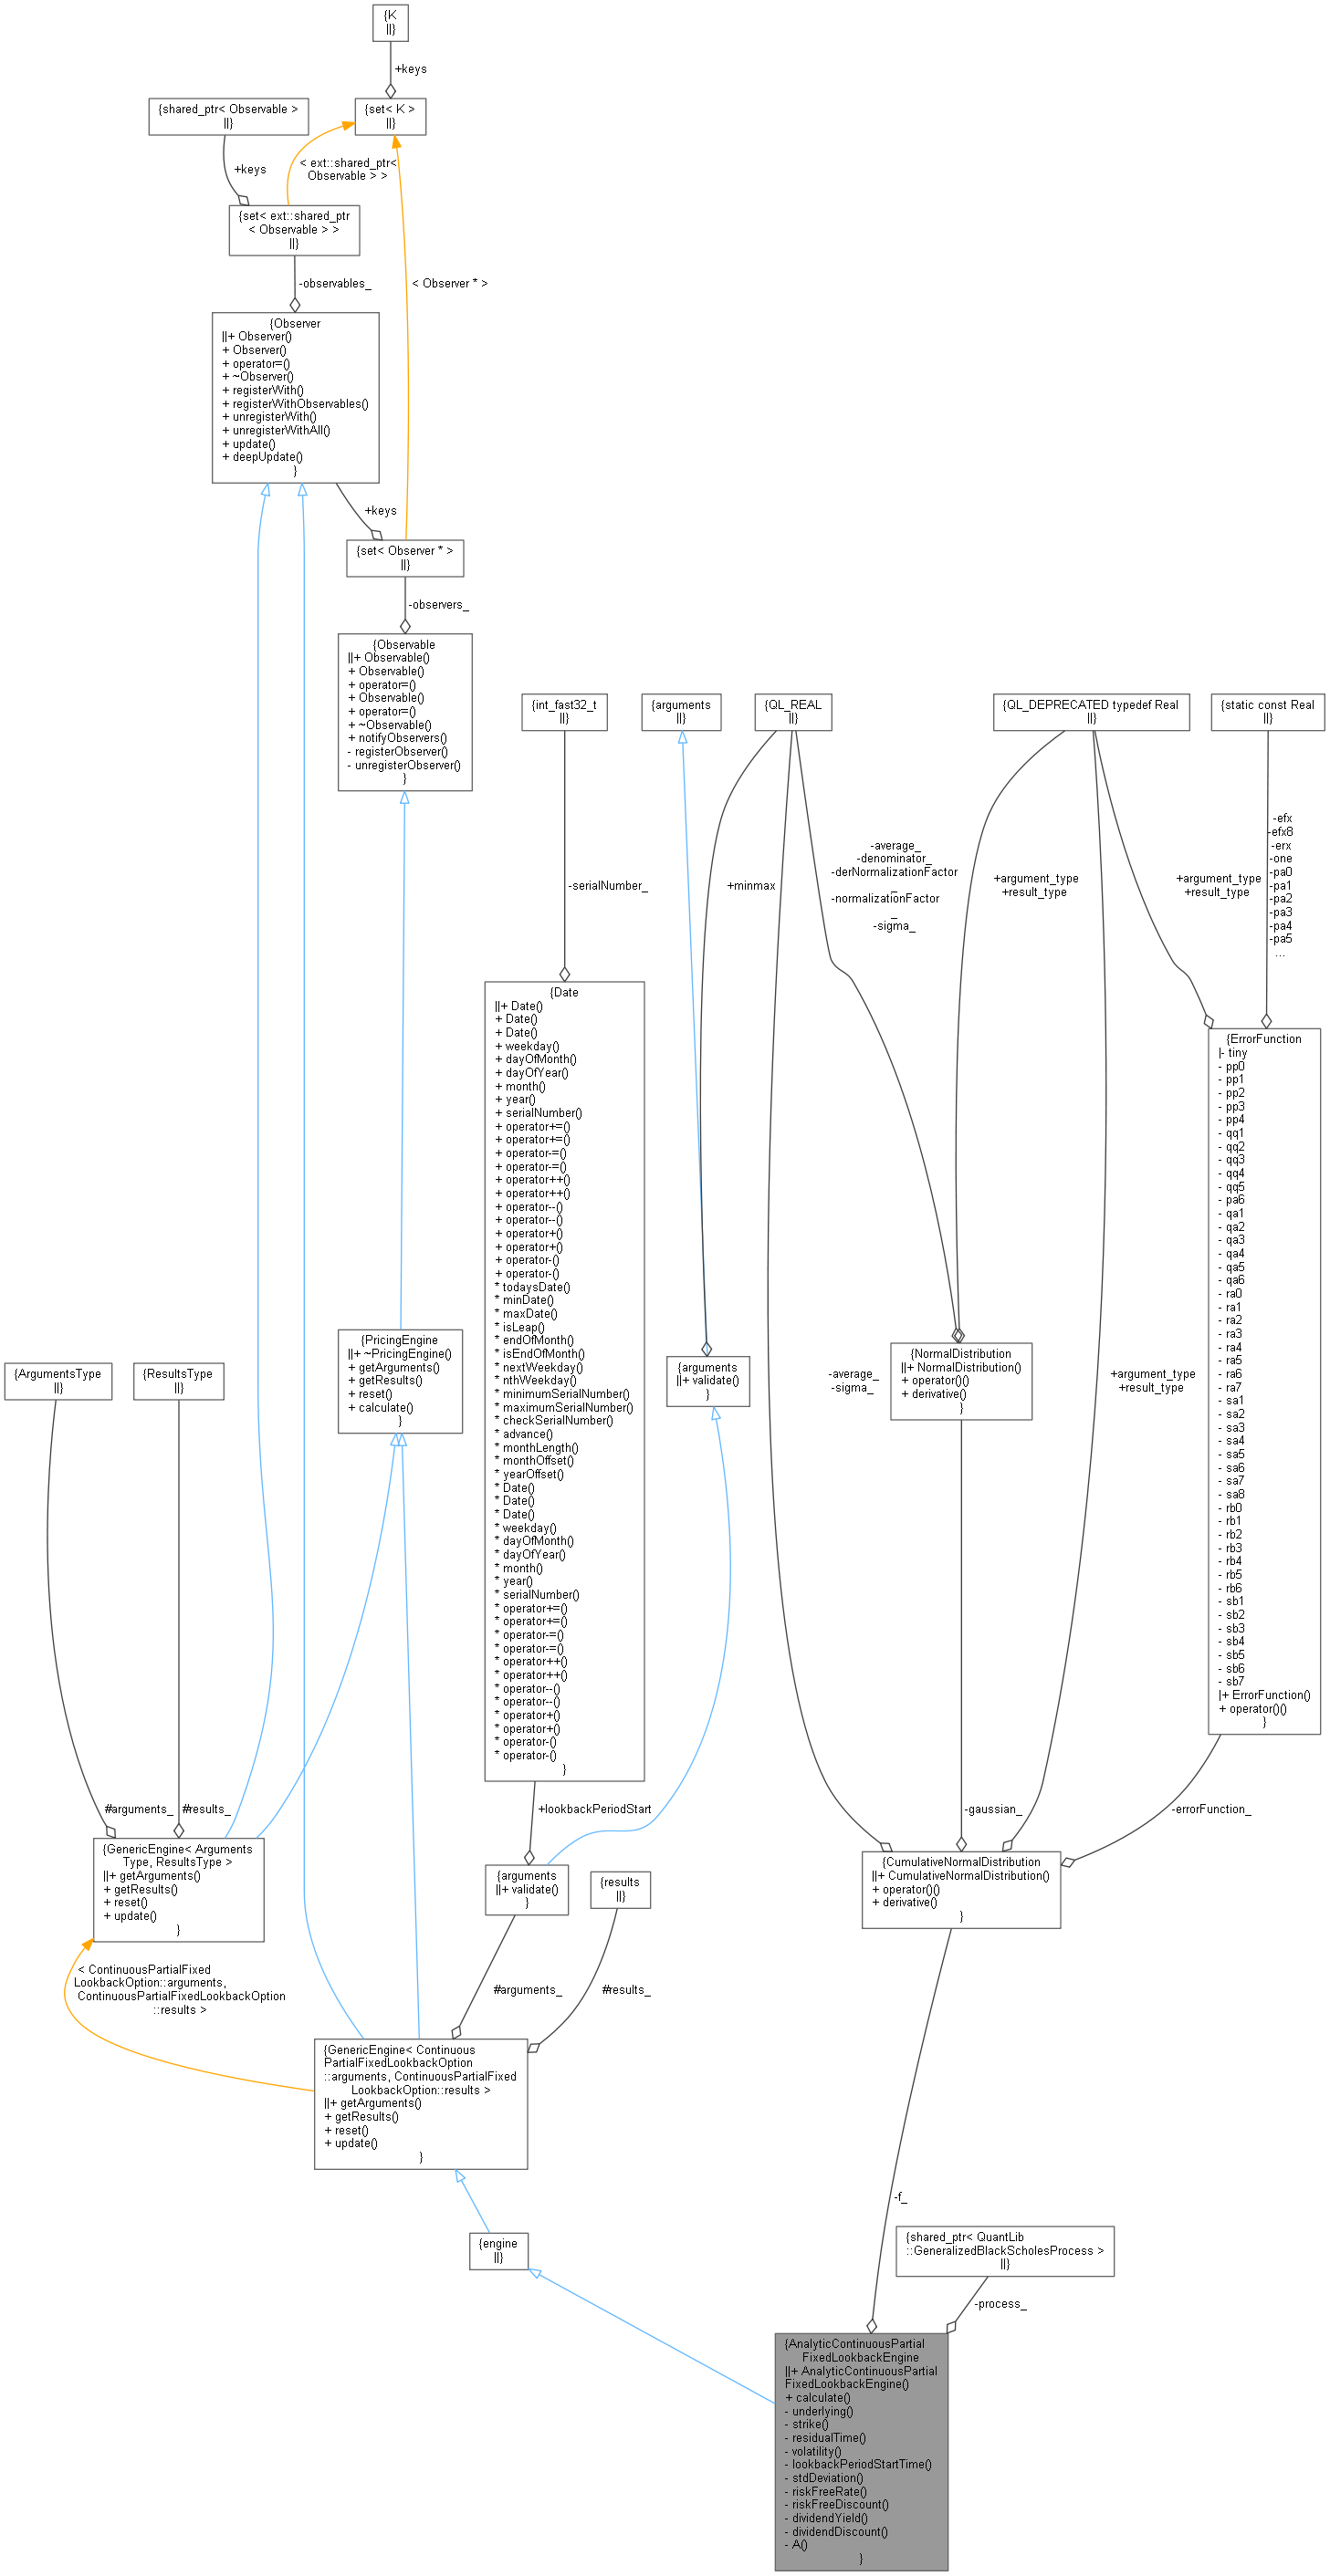 {K
||}
+keys
{shared_ptr< Observable >
||}
{set< K >
||}
+keys
< ext::shared_ptr<
Observable > >
{set< ext::shared_ptr
< Observable > >
||}
-observables_
< Observer * >
{Observer
||+ Observer()
+ Observer()
+ operator=()
+ ~Observer()
+ registerWith()
+ registerWithObservables()
+ unregisterWith()
+ unregisterWithAll()
+ update()
+ deepUpdate()
}
+keys
{set< Observer * >
||}
-observers_
{Observable
||+ Observable()
+ Observable()
+ operator=()
+ Observable()
+ operator=()
+ ~Observable()
+ notifyObservers()
- registerObserver()
- unregisterObserver()
}
{int_fast32_t
||}
{arguments
||}
{QL_REAL
||}
{QL_DEPRECATED typedef Real
||}
{static const Real
||}
-serialNumber_
+minmax
-average_
-denominator_
-derNormalizationFactor
_
-normalizationFactor
_
-sigma_
+argument_type
+result_type
+argument_type
+result_type
-efx
-efx8
-erx
-one
-pa0
-pa1
-pa2
-pa3
-pa4
-pa5
...
{Date
||+ Date()
+ Date()
+ Date()
+ weekday()
+ dayOfMonth()
+ dayOfYear()
+ month()
+ year()
+ serialNumber()
+ operator+=()
+ operator+=()
+ operator-=()
+ operator-=()
+ operator++()
+ operator++()
+ operator--()
+ operator--()
+ operator+()
+ operator+()
+ operator-()
+ operator-()
* todaysDate()
* minDate()
* maxDate()
* isLeap()
* endOfMonth()
* isEndOfMonth()
* nextWeekday()
* nthWeekday()
* minimumSerialNumber()
* maximumSerialNumber()
* checkSerialNumber()
* advance()
* monthLength()
* monthOffset()
* yearOffset()
* Date()
* Date()
* Date()
* weekday()
* dayOfMonth()
* dayOfYear()
* month()
* year()
* serialNumber()
* operator+=()
* operator+=()
* operator-=()
* operator-=()
* operator++()
* operator++()
* operator--()
* operator--()
* operator+()
* operator+()
* operator-()
* operator-()
}
{ErrorFunction
|- tiny
- pp0
- pp1
- pp2
- pp3
- pp4
- qq1
- qq2
- qq3
- qq4
- qq5
- pa6
- qa1
- qa2
- qa3
- qa4
- qa5
- qa6
- ra0
- ra1
- ra2
- ra3
- ra4
- ra5
- ra6
- ra7
- sa1
- sa2
- sa3
- sa4
- sa5
- sa6
- sa7
- sa8
- rb0
- rb1
- rb2
- rb3
- rb4
- rb5
- rb6
- sb1
- sb2
- sb3
- sb4
- sb5
- sb6
- sb7
|+ ErrorFunction()
+ operator()()
}
{PricingEngine
||+ ~PricingEngine()
+ getArguments()
+ getResults()
+ reset()
+ calculate()
}
{ArgumentsType
||}
{ResultsType
||}
{arguments
||+ validate()
}
{NormalDistribution
||+ NormalDistribution()
+ operator()()
+ derivative()
}
-average_
-sigma_
+argument_type
+result_type
#arguments_
#results_
+lookbackPeriodStart
-gaussian_
-errorFunction_
{GenericEngine< Arguments
Type, ResultsType >
||+ getArguments()
+ getResults()
+ reset()
+ update()
}
{arguments
||+ validate()
}
{results
||}
{CumulativeNormalDistribution
||+ CumulativeNormalDistribution()
+ operator()()
+ derivative()
}
< ContinuousPartialFixed
LookbackOption::arguments,
ContinuousPartialFixedLookbackOption
::results >
#arguments_
#results_
{GenericEngine< Continuous
PartialFixedLookbackOption
::arguments, ContinuousPartialFixed
LookbackOption::results >
||+ getArguments()
+ getResults()
+ reset()
+ update()
}
-f_
{engine
||}
{shared_ptr< QuantLib
::GeneralizedBlackScholesProcess >
||}
-process_
{AnalyticContinuousPartial
FixedLookbackEngine
||+ AnalyticContinuousPartial
FixedLookbackEngine()
+ calculate()
- underlying()
- strike()
- residualTime()
- volatility()
- lookbackPeriodStartTime()
- stdDeviation()
- riskFreeRate()
- riskFreeDiscount()
- dividendYield()
- dividendDiscount()
- A()
}